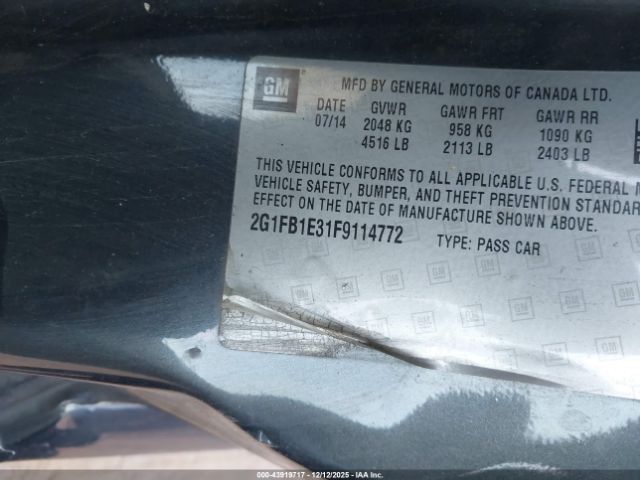 GM
MFD BY GENERAL MOTORS OF CANADA LTD.
DATE GVWR GAWR FRT GAWR RR
07/14 2048 KG 958 KG 1090 KG
4516 LB 2113 LB 2403 LB
THIS VEHICLE CONFORMS TO ALL APPLICABLE U.S. FEDERAL M
VEHICLE SAFETY, BUMPER, AND THEFT PREVENTION STANDAR
EFFECT ON THE DATE OF MANUFACTURE SHOWN ABOVE.
2G1FB1E31F9114772 TYPE: PASS CAR
00-43919717 - 12/12/2025 - IAA Inc.